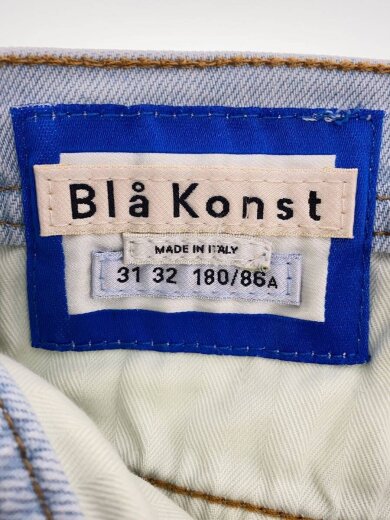 Blå Konst
MADE IN ITALY
31 32 180/86A